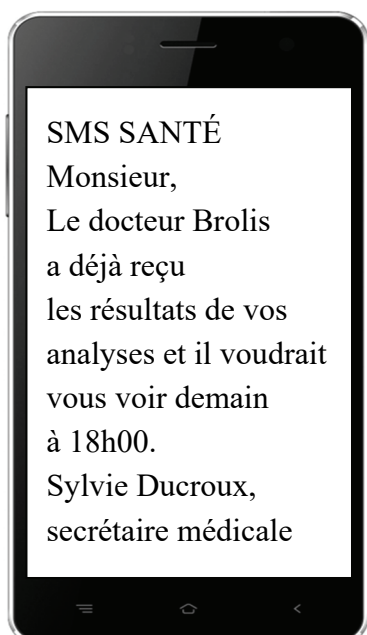 SMS SANTÉ
Monsieur,
Le docteur Brolis
a déjà reçu
les résultats de vos
analyses et il voudrait
vous voir demain
à 18h00.
Sylvie Ducroux,
secrétaire médicale